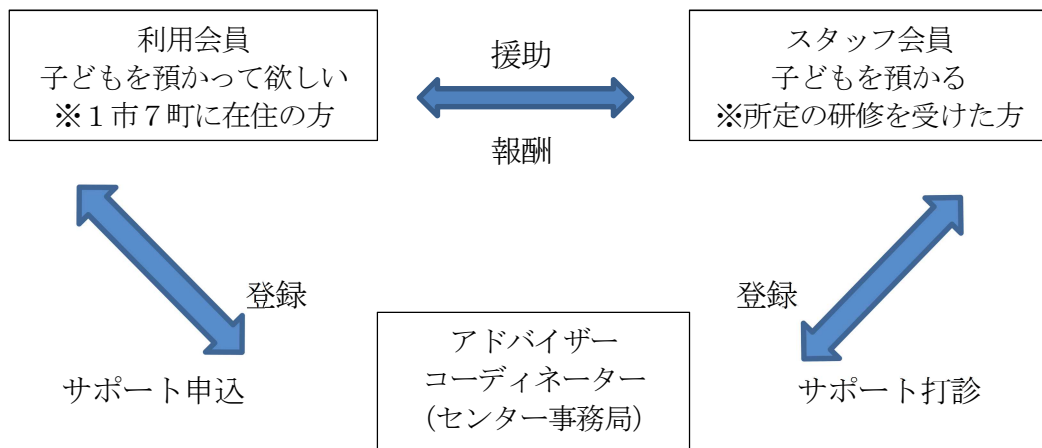 利用会員
子どもを預かって欲しい
※１市７町に在住の方
援助
報酬
スタッフ会員
子どもを預かる
※所定の研修を受けた方
登録
サポート申込
アドバイザー
コーディネーター
（センター事務局）
登録
サポート打診